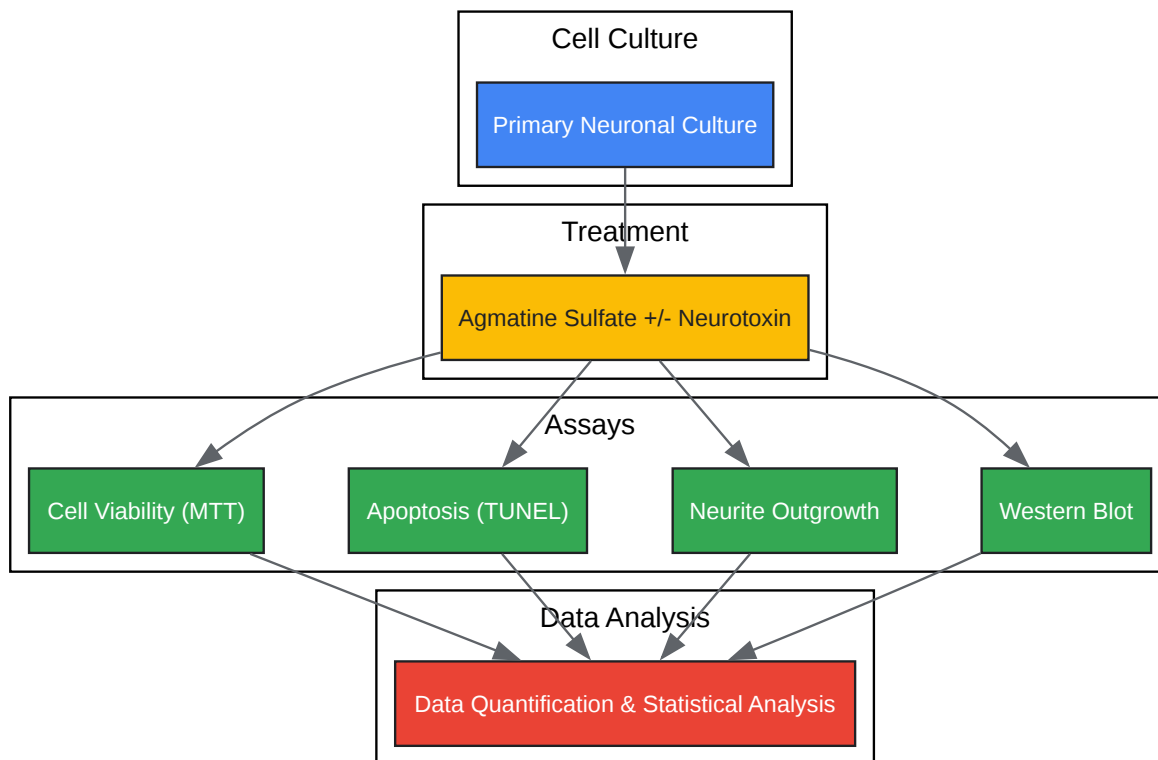 Cell Culture
Primary Neuronal Culture
Treatment
Agmatine Sulfate +/- Neurotoxin
Assays
Cell Viability (MTT)
Apoptosis (TUNEL)
Neurite Outgrowth
Western Blot
Data Analysis
Data Quantification & Statistical Analysis